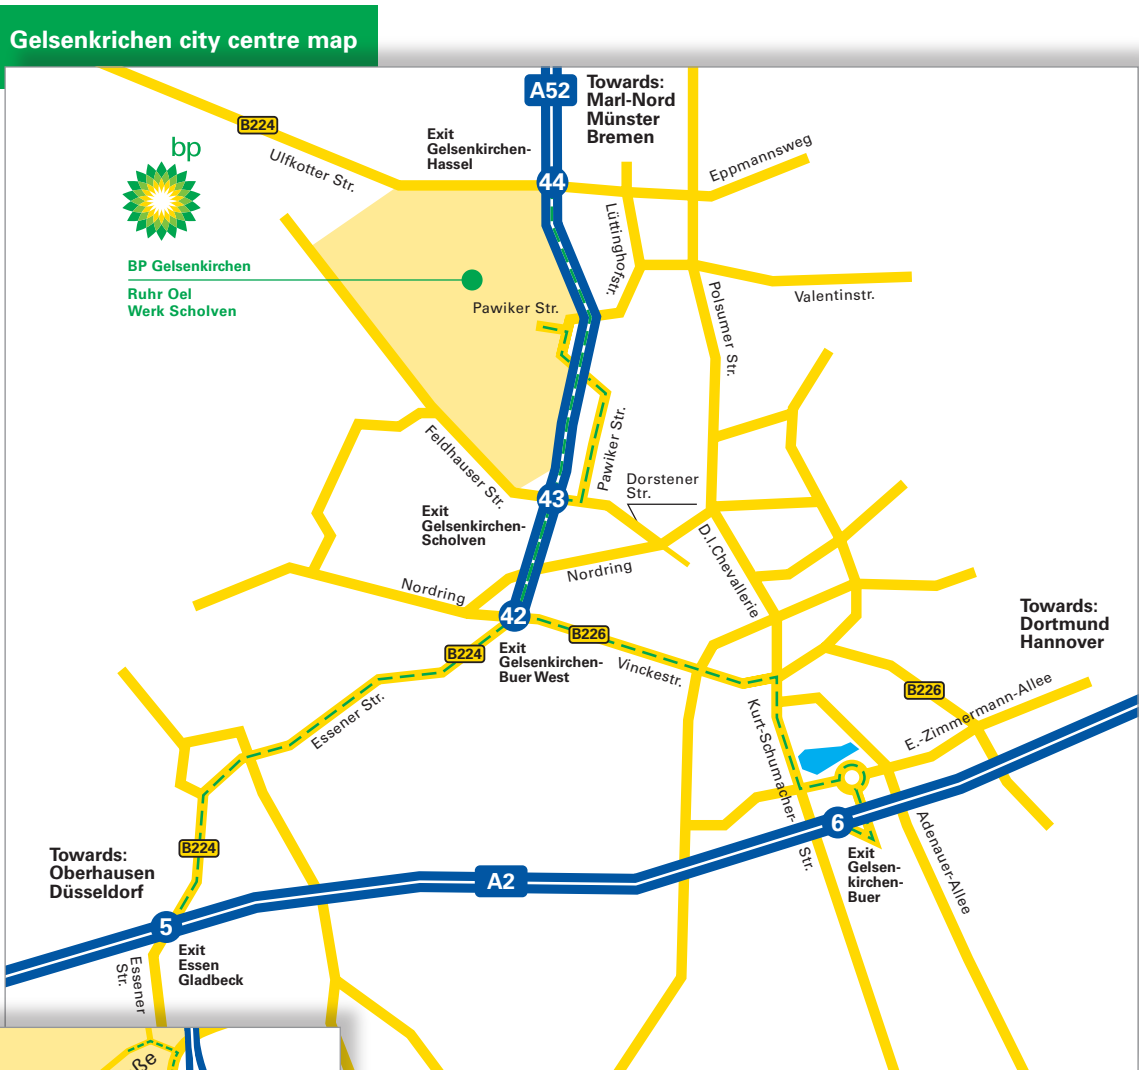 Gelsenkrichen city centre map
A52
Towards:
Marl-Nord
Münster
Bremen
B224
Ulfkotter Str.
bp
Exit
Gelsenkirchen-
Hassel
44
Eppmannsweg
Lüttinghofstr.
BP Gelsenkirchen
Ruhr Oel
Werk Scholven
Pawiker Str.
Valentinstr.
Polsumer Str.
Pawiker Str.
Feldhauser Str.
Dorstener
Str.
43
Exit
Gelsenkirchen-
Scholven
D.I.Chevallerie
Nordring
Nordring
42
B226
B224
Exit
Gelsenkirchen-
Buer West
Vinckestr.
Towards:
Dortmund
Hannover
B226
E.-Zimmermann-Allee
Essener Str.
Kurt-Schumacher-
Str.
6
Exit
Gelsen-
kirchen-
Buer
Adenauer-Allee
B224
Towards:
Oberhausen
Düsseldorf
A2
5
Exit
Essen
Gladbeck
Essener
Str.
ße